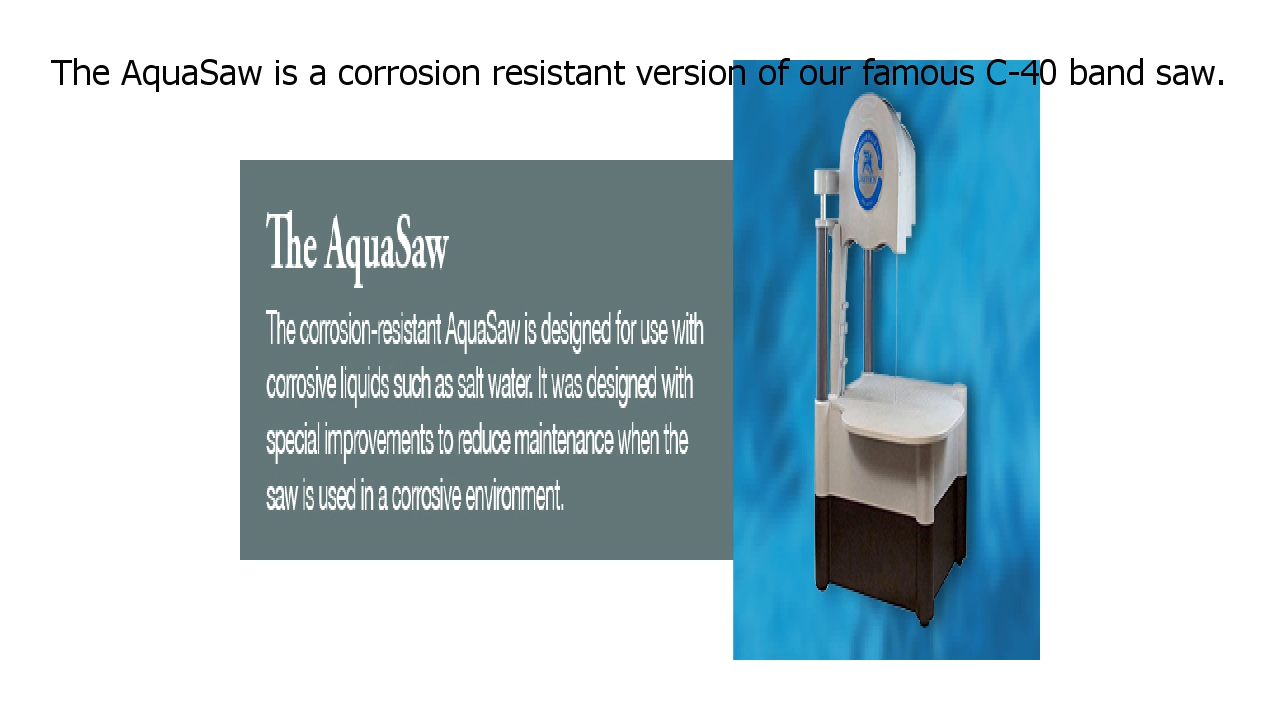 The AquaSaw is a corrosion resistant version of our famous C-40 band saw.
The AquaSaw
The corrosion-resistant AquaSaw is designed for use with
corrosive liquids such as salt water. It was designed with
special improvements to reduce maintenance when the
saw is used in a corrosive environment.